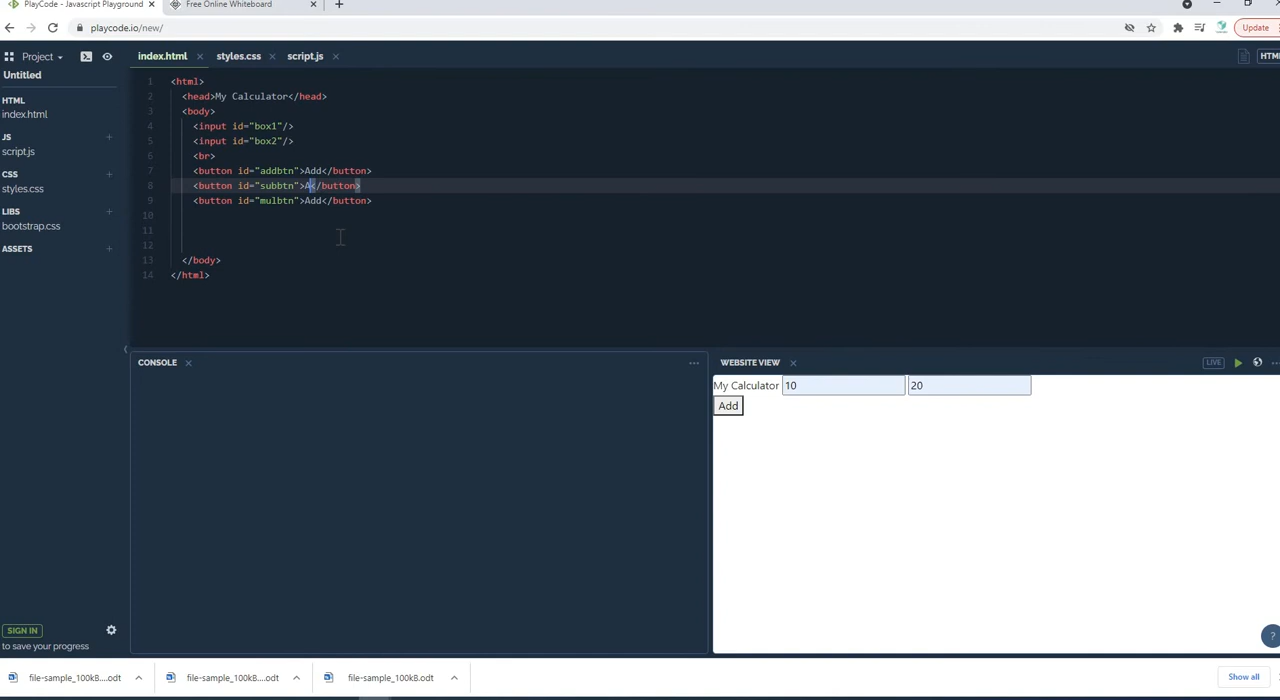 PlayCode - Javascript Playground
Free Online Whiteboard
playcode.io/new/
Update
Project
index.html
styles.css
script.js
HTM
Untitled
HTML
index.html
JS
script.js
CSS
styles.css
LIBS
bootstrap.css
ASSETS
1 <html>
2 <head>My Calculator</head>
3 <body>
4 <input id="box1"/>
5 <input id="box2"/>
6 <br>
7 <button id="addbtn">Add</button>
8 <button id="subbtn">A</button>
9 <button id="mulbtn">Add</button>
10
11
12
13 </body>
14 </html>
CONSOLE
WEBSITE VIEW
LIVE
My Calculator 10 20
Add
SIGN IN
to save your progress
?
file-sample_100kB....odt
file-sample_100kB....odt
file-sample_100kB.odt
Show all